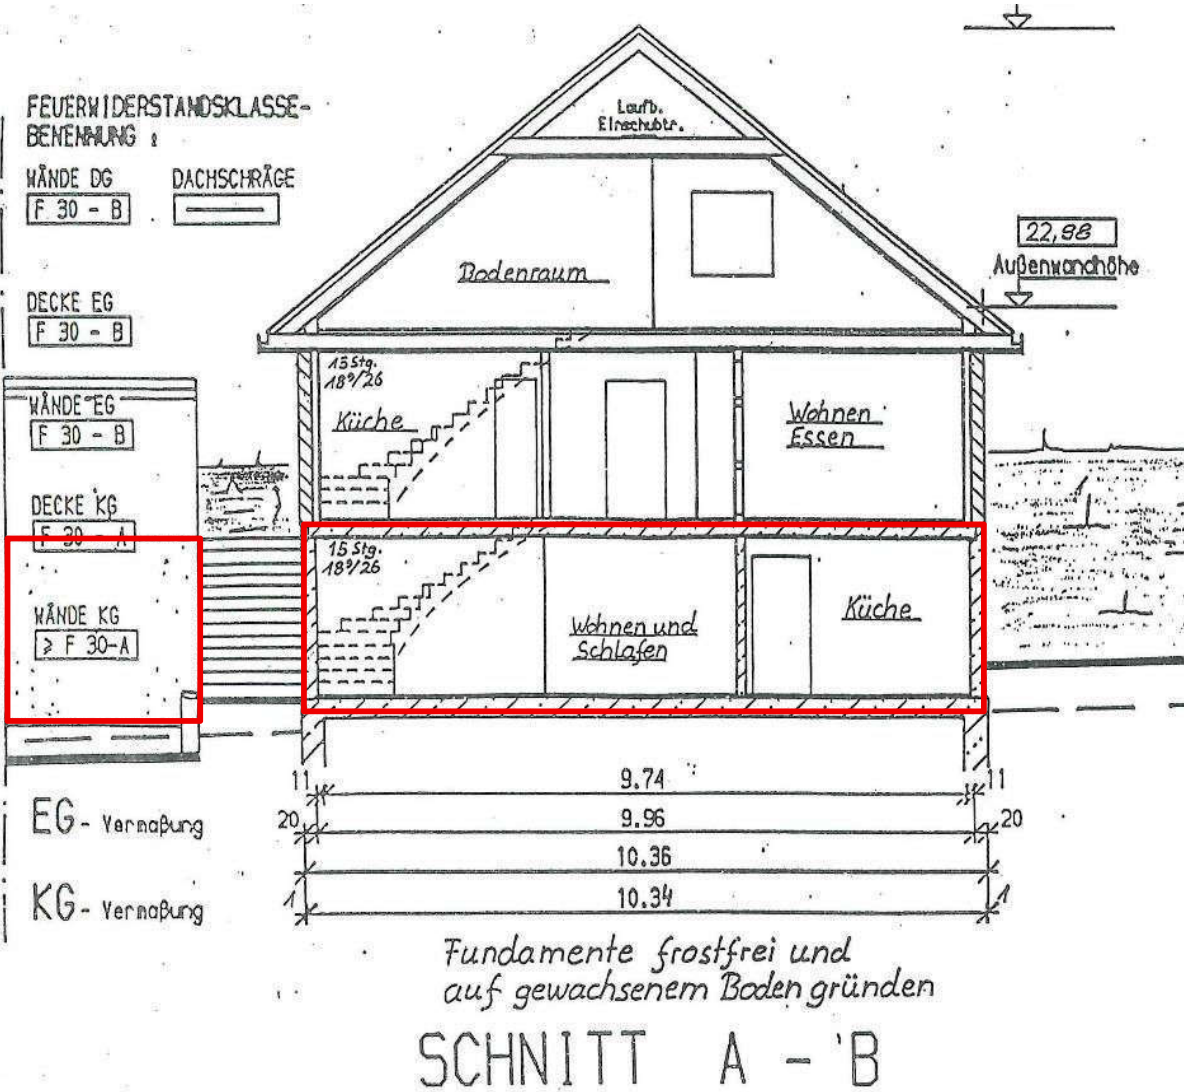 FEUERWIDERSTANDSKLASSE-
BENENNUNG :
WÄNDE DG
F 30 - B
DACHSCHRÄGE
DECKE EG
F 30 - B
WÄNDE EG
F 30 - B
DECKE KG
F 30 - A
WÄNDE KG
≥ F 30-A
Laufb.
Einschubtr.
Bodenraum
22,98
Außenwandhöhe
15 Stg.
18⁹/26
Küche
Wohnen
Essen
15 Stg.
18⁹/26
Wohnen und
Schlafen
Küche
11 9.74 11
EG - Vermaßung
20 9.96 20
10.36
KG - Vermaßung
1 10.34 1
Fundamente frostfrei und
auf gewachsenem Boden gründen
SCHNITT A - B